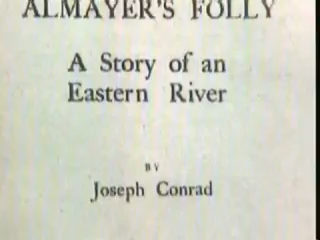 ALMAYER'S FOLLY
A Story of an
Eastern River
BY
Joseph Conrad